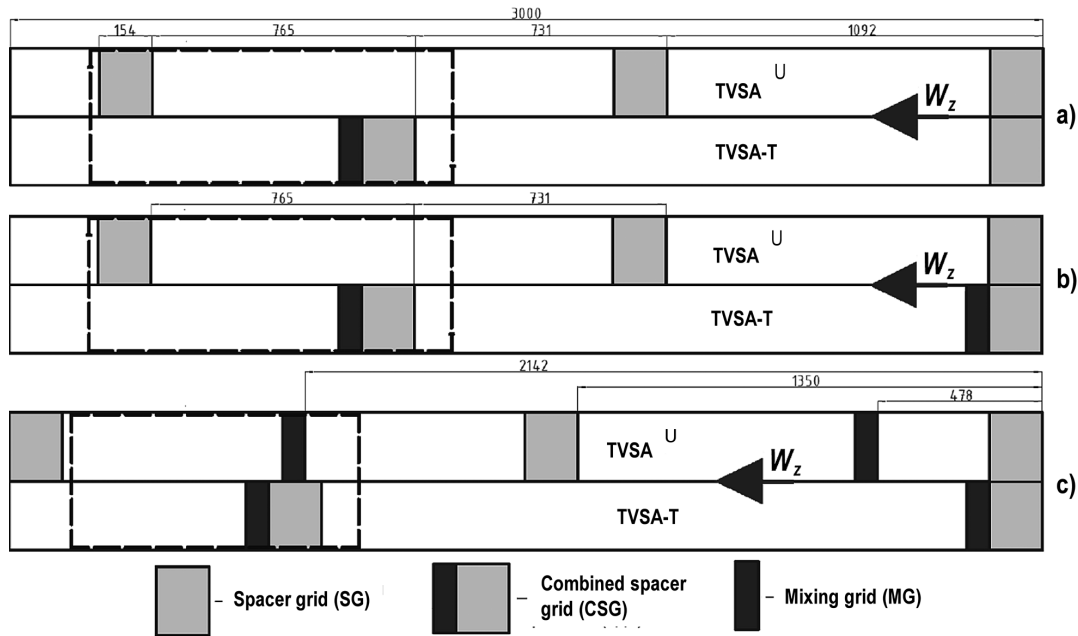 3000
154 765 731 1092
TVSA U
Wz
a)
TVSA-T
765 731
TVSA U
Wz
b)
TVSA-T
2142
1350
478
TVSA U
Wz
c)
TVSA-T
– Spacer grid (SG)
– Combined spacer
grid (CSG)
– Mixing grid (MG)